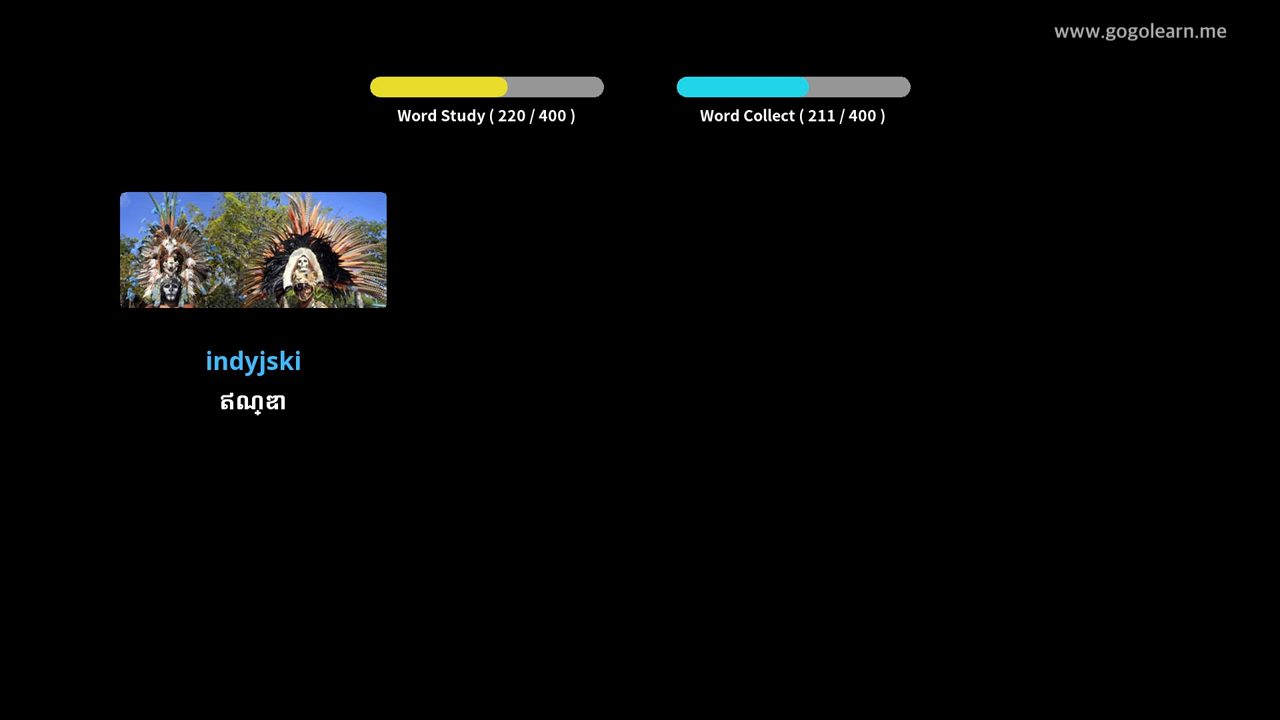 www.gogolearn.me
Word Study ( 220 / 400 )
Word Collect ( 211 / 400 )
indyjski
ឥណ្ឌា